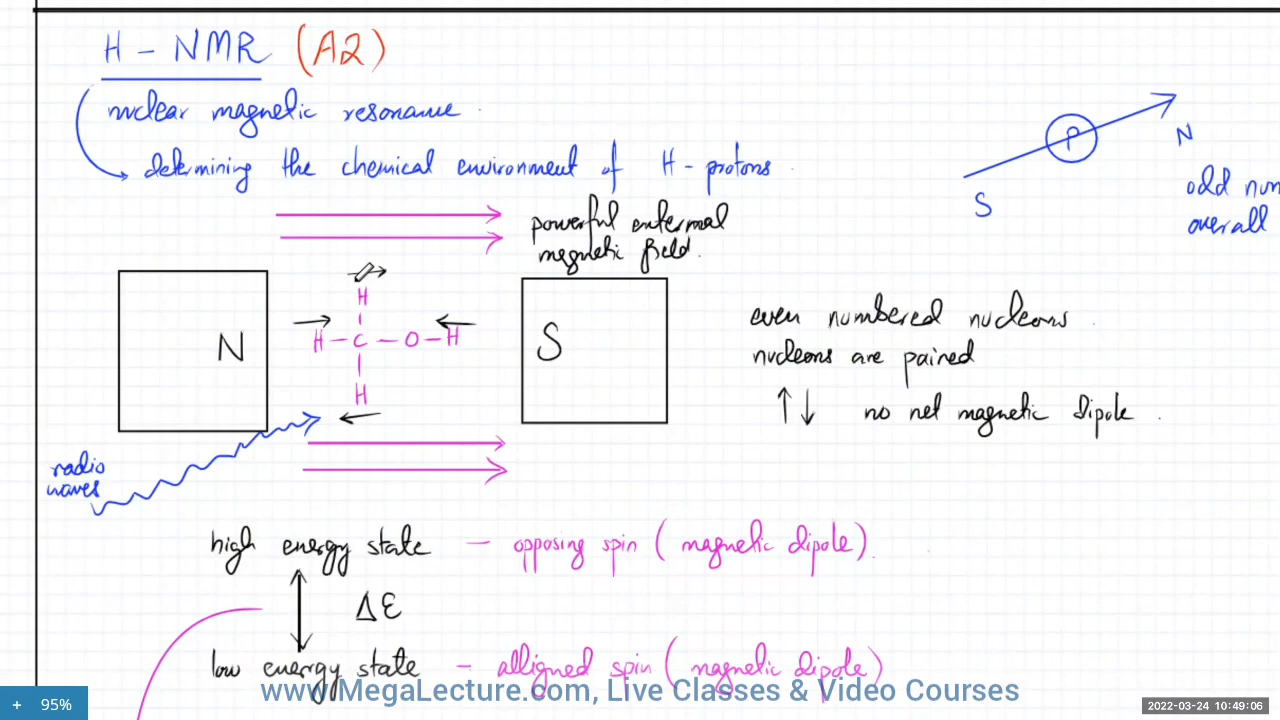 H - NMR (A2)
nuclear magnetic resonance
determining the chemical environment of H - protons
P
N
S
odd num
overall
powerful external
magnetic field.
N
H
H - C - O - H
H
S
even numbered nucleons
nucleons are paired
↑↓ no net magnetic dipole.
radio
waves
high energy state - opposing spin (magnetic dipole).
ΔE
low energy state - alligned spin (magnetic dipole)
www.MegaLecture.com, Live Classes & Video Courses
+ 95%
2022-03-24 10:49:06